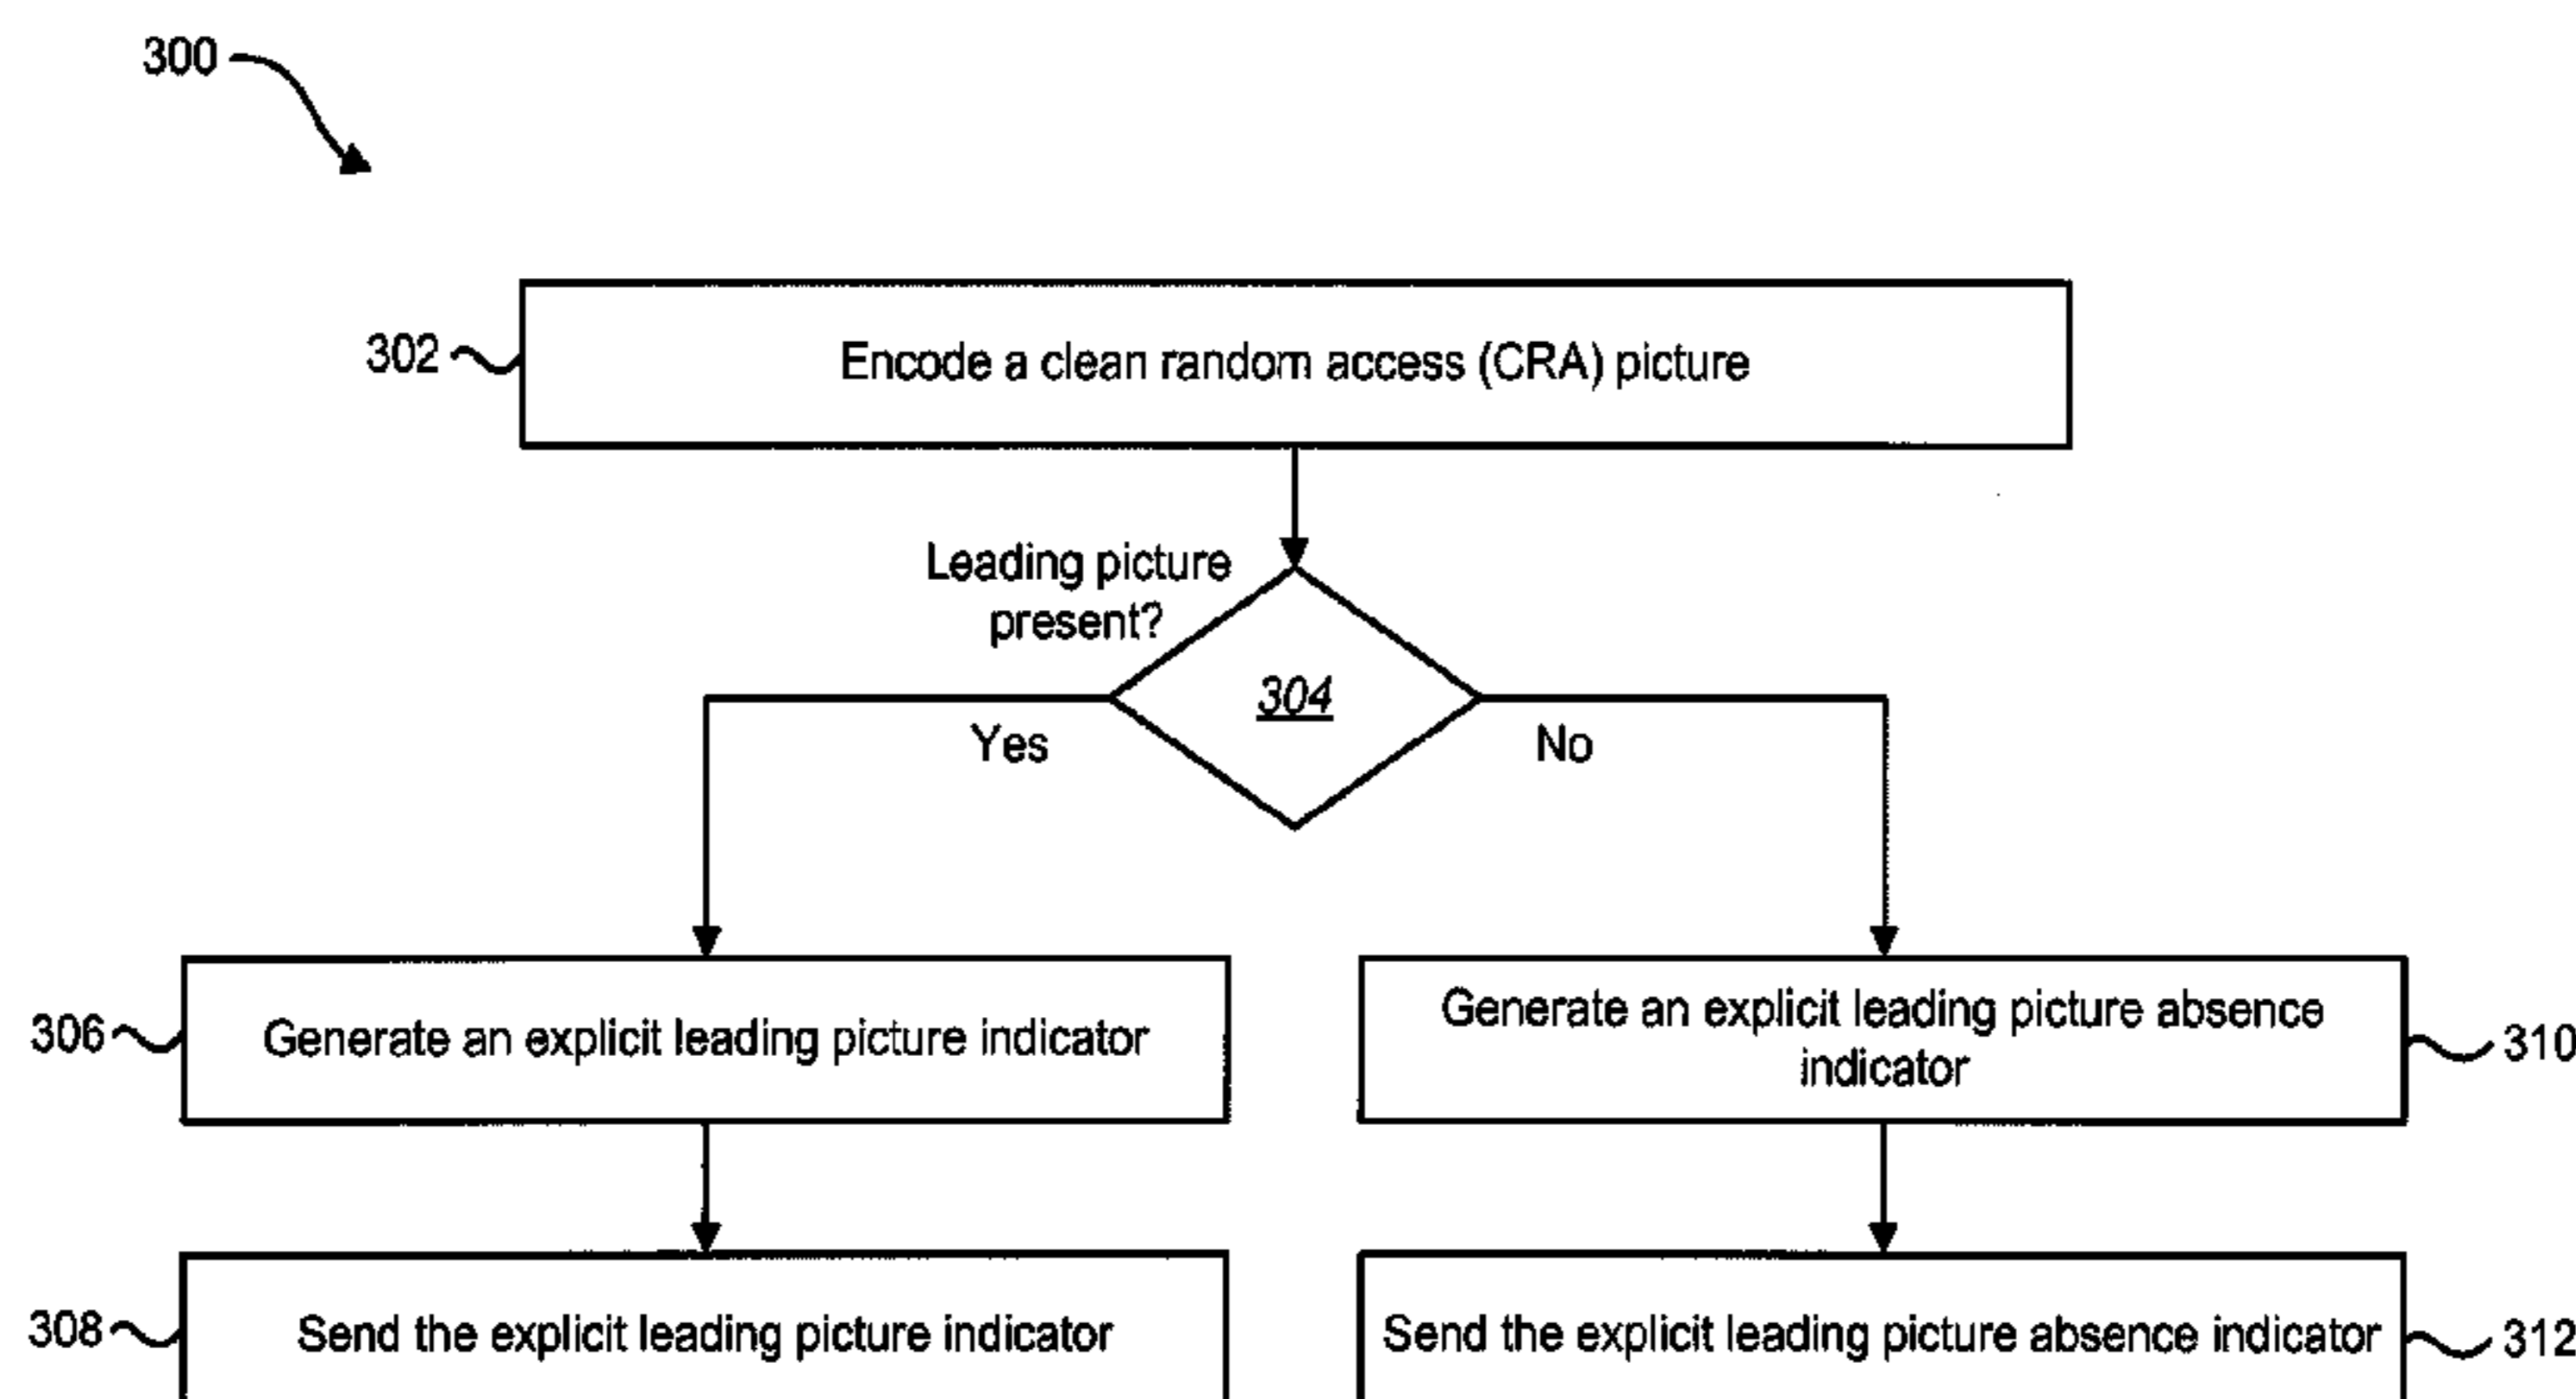 300
302
Encode a clean random access (CRA) picture
Leading picture
present?
304
Yes
No
306
Generate an explicit leading picture indicator
Generate an explicit leading picture absence
indicator
310
308
Send the explicit leading picture indicator
Send the explicit leading picture absence indicator
312